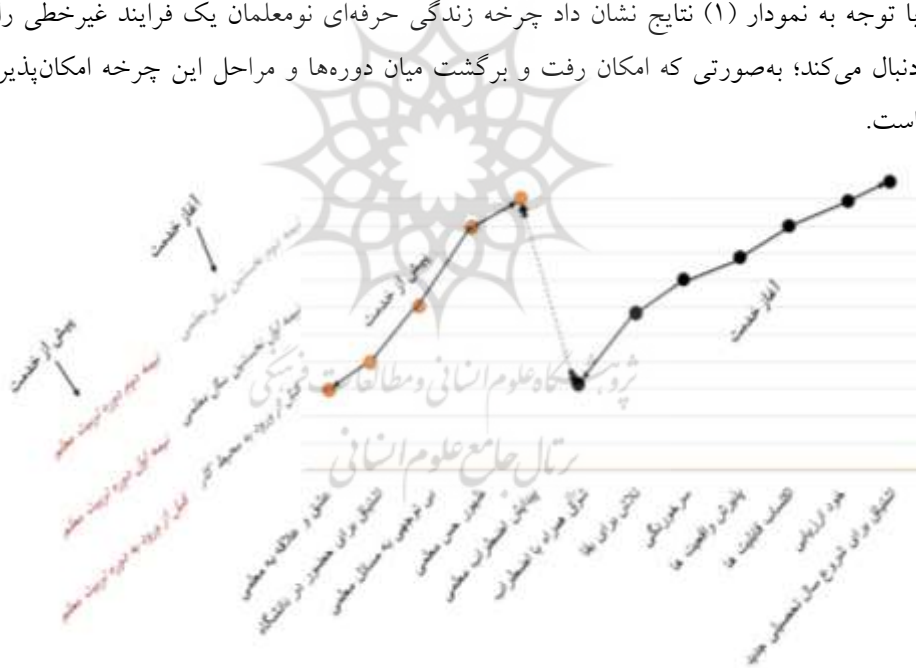 با توجه به نمودار (۱) نتایج نشان داد چرخه زندگی حرفه‌ای نومعلمان یک فرایند غیرخطی را
دنبال می‌کند؛ به‌صورتی که امکان رفت و برگشت میان دوره‌ها و مراحل این چرخه امکان‌پذیر
است.
آغاز خدمت
پیش از خدمت
نیمه دوم نخستین سال معلمی
نیمه اول نخستین سال معلمی
قبل از ورود به محیط کار
نیمه دوم دوره تربیت معلم
نیمه اول دوره تربیت معلم
قبل از ورود به دوره تربیت معلم
پیش از خدمت
آغاز خدمت
پژوهشگاه علوم انسانی و مطالعات فرهنگی
پرتال جامع علوم انسانی
عشق و علاقه به معلمی
اشتیاق برای حضور در دانشگاه
بی توجهی به مسائل معلمی
ظهور حس معلمی
پیدایش اضطراب معلمی
شوک همراه با اضطراب
تلاش برای بقا
سرخوردگی
پذیرش واقعیت ها
اکتساب قابلیت ها
خود ارزیابی
اشتیاق برای شروع سال تحصیلی جدید